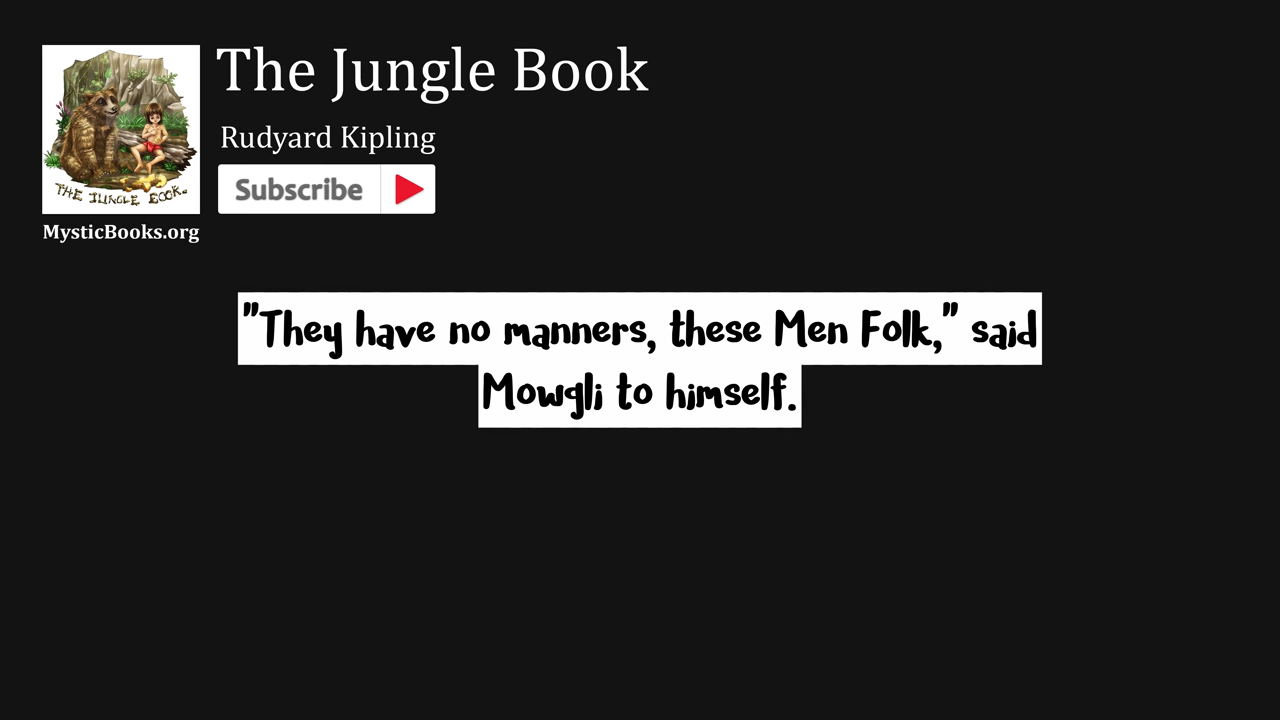 The Jungle Book
Rudyard Kipling
Subscribe
THE JUNGLE BOOK.
MysticBooks.org
"They have no manners, these Men Folk," said
Mowgli to himself.